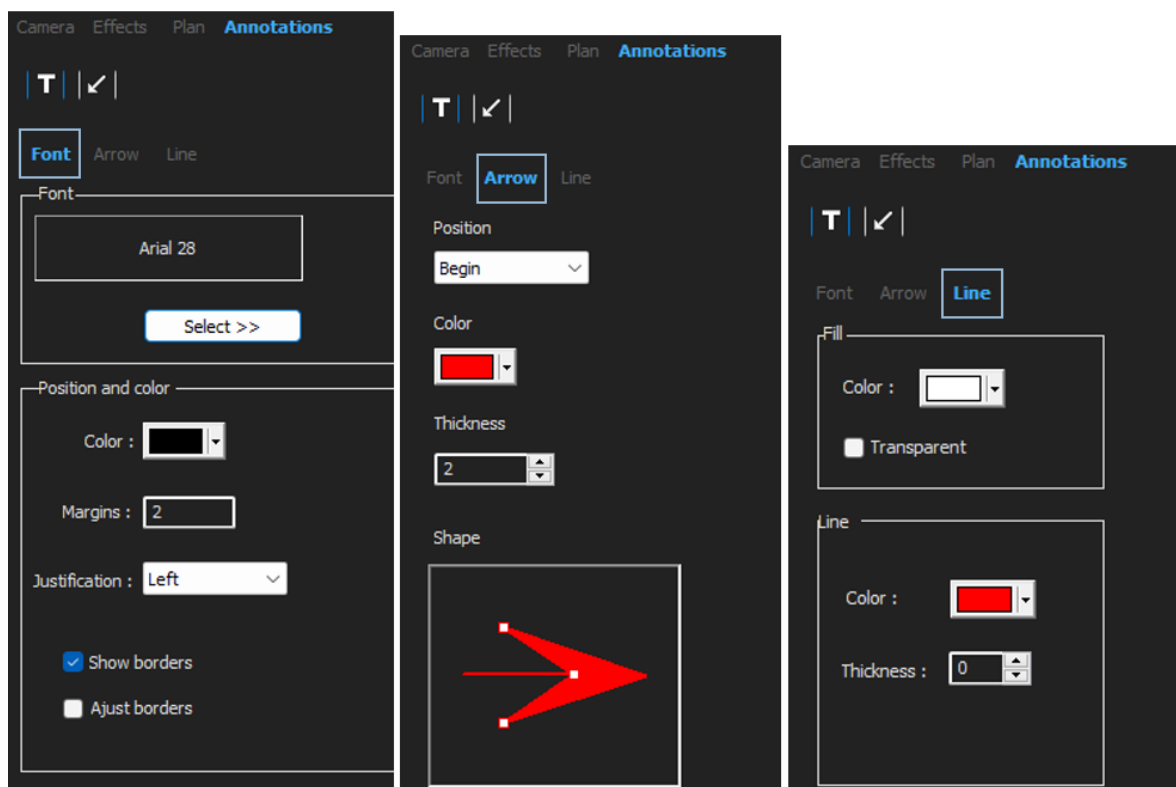 Camera Effects Plan Annotations
T
Font Arrow Line
Font
Arial 28
Select >>
Position and color
Color :
Margins : 2
Justification : Left
Show borders
Ajust borders
Camera Effects Plan Annotations
T
Font Arrow Line
Position
Begin
Color
Thickness
2
Shape
Camera Effects Plan Annotations
T
Font Arrow Line
Fill
Color :
Transparent
Line
Color :
Thickness : 0